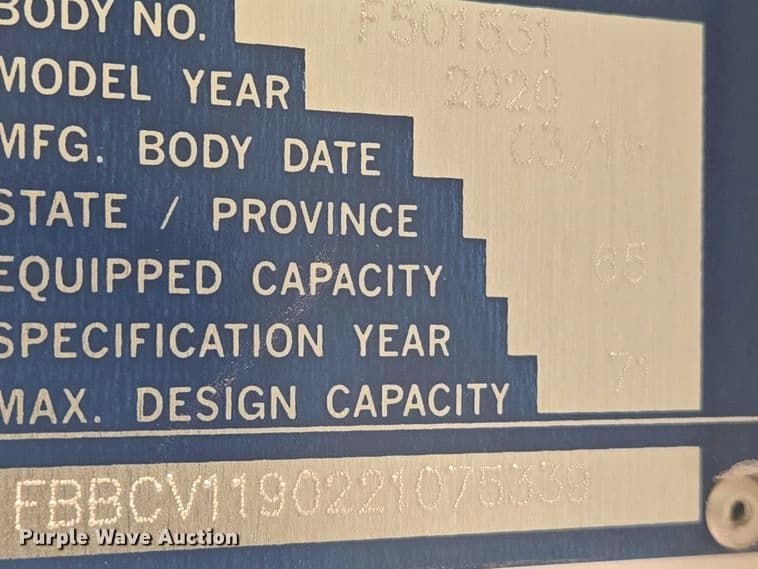 BODY NO. F501531
MODEL YEAR 2020
MFG. BODY DATE
STATE / PROVINCE
EQUIPPED CAPACITY 65
SPECIFICATION YEAR
MAX. DESIGN CAPACITY 71
Purple Wave Auction